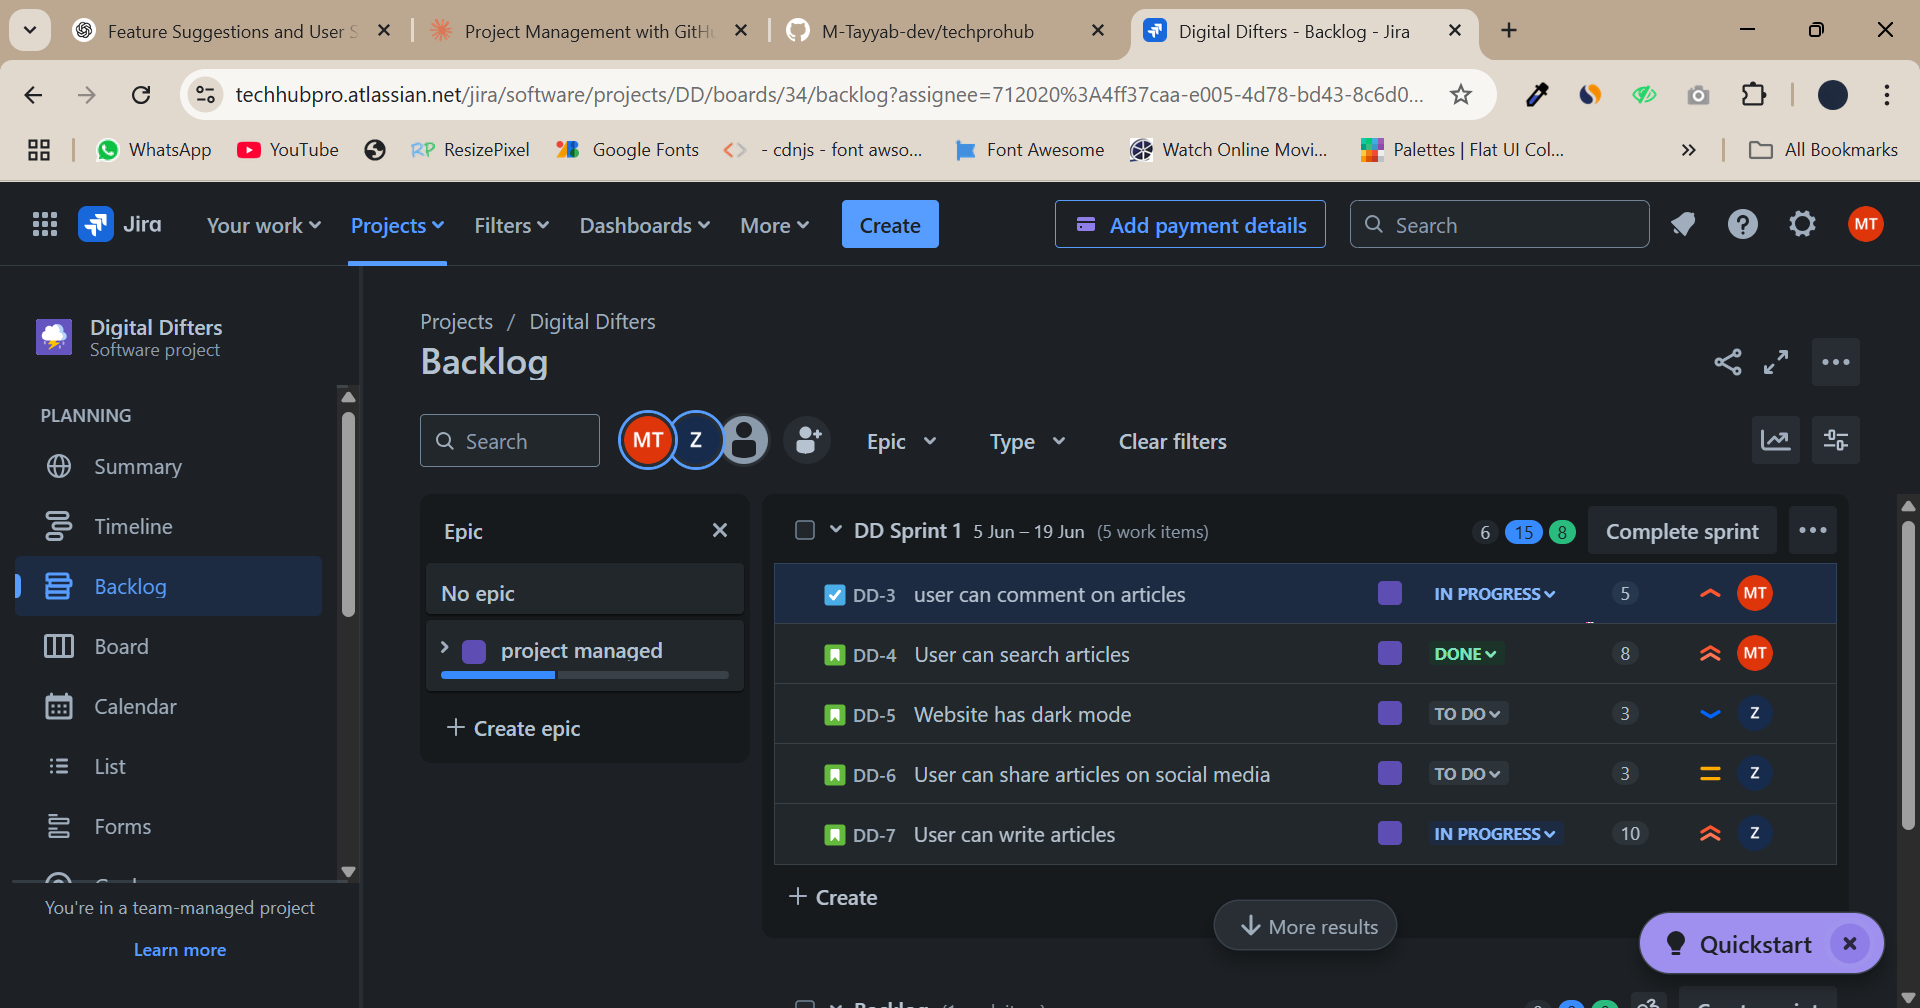 Feature Suggestions and User S
Project Management with GitHu
M-Tayyab-dev/techprohub
Digital Difters - Backlog - Jira
techhubpro.atlassian.net/jira/software/projects/DD/boards/34/backlog?assignee=712020%3A4ff37caa-e005-4d78-bd43-8c6d0...
WhatsApp
YouTube
RP ResizePixel
Google Fonts
- cdnjs - font awso...
Font Awesome
Watch Online Movi...
Palettes | Flat UI Col...
All Bookmarks
Jira
Your work
Projects
Filters
Dashboards
More
Create
Add payment details
Search
MT
Digital Difters
Software project
PLANNING
Summary
Timeline
Backlog
Board
Calendar
List
Forms
You're in a team-managed project
Learn more
Projects / Digital Difters
Backlog
Search
MT
Z
Epic
Type
Clear filters
Epic
No epic
project managed
Create epic
DD Sprint 1 5 Jun – 19 Jun (5 work items) 6 15 8 Complete sprint
DD-3 user can comment on articles IN PROGRESS 5 MT
DD-4 User can search articles DONE 8 MT
DD-5 Website has dark mode TO DO 3 Z
DD-6 User can share articles on social media TO DO 3 Z
DD-7 User can write articles IN PROGRESS 10 Z
Create
More results
Quickstart
Backlog